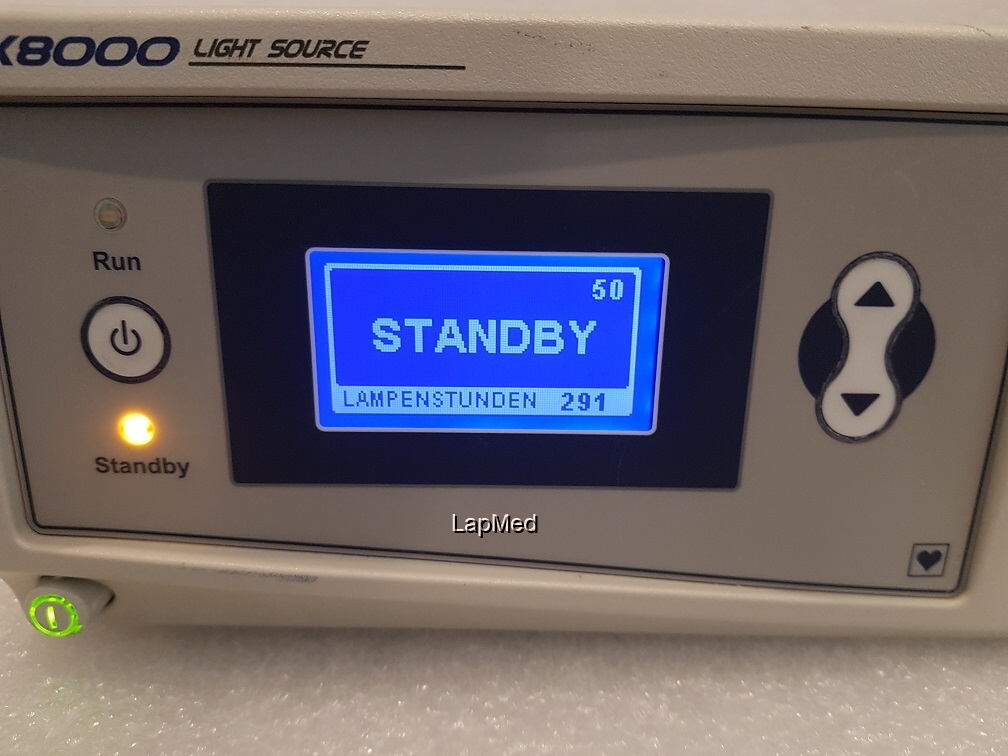 X8000 LIGHT SOURCE
Run
50
STANDBY
LAMPENSTUNDEN 291
Standby
LapMed